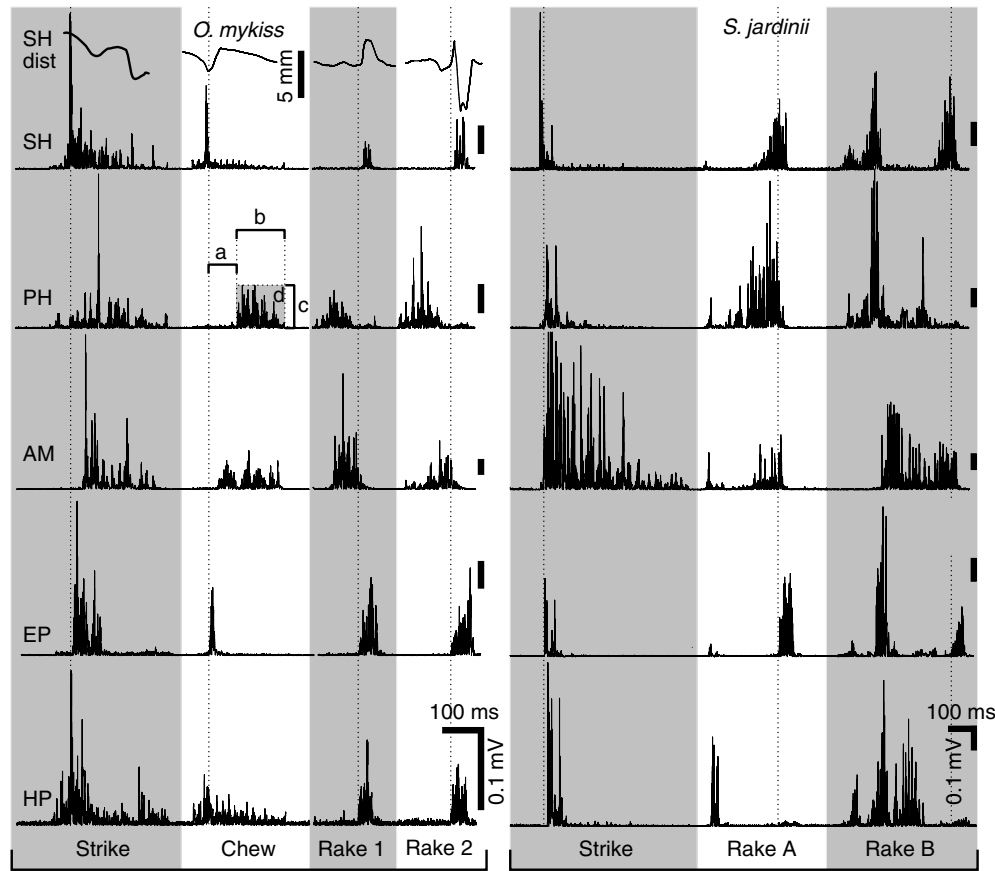 O. mykiss
S. jardinii
SH
dist
5 mm
SH
PH
a
b
c
d
AM
EP
HP
100 ms
0.1 mV
100 ms
0.1 mV
Strike
Chew
Rake 1
Rake 2
Strike
Rake A
Rake B